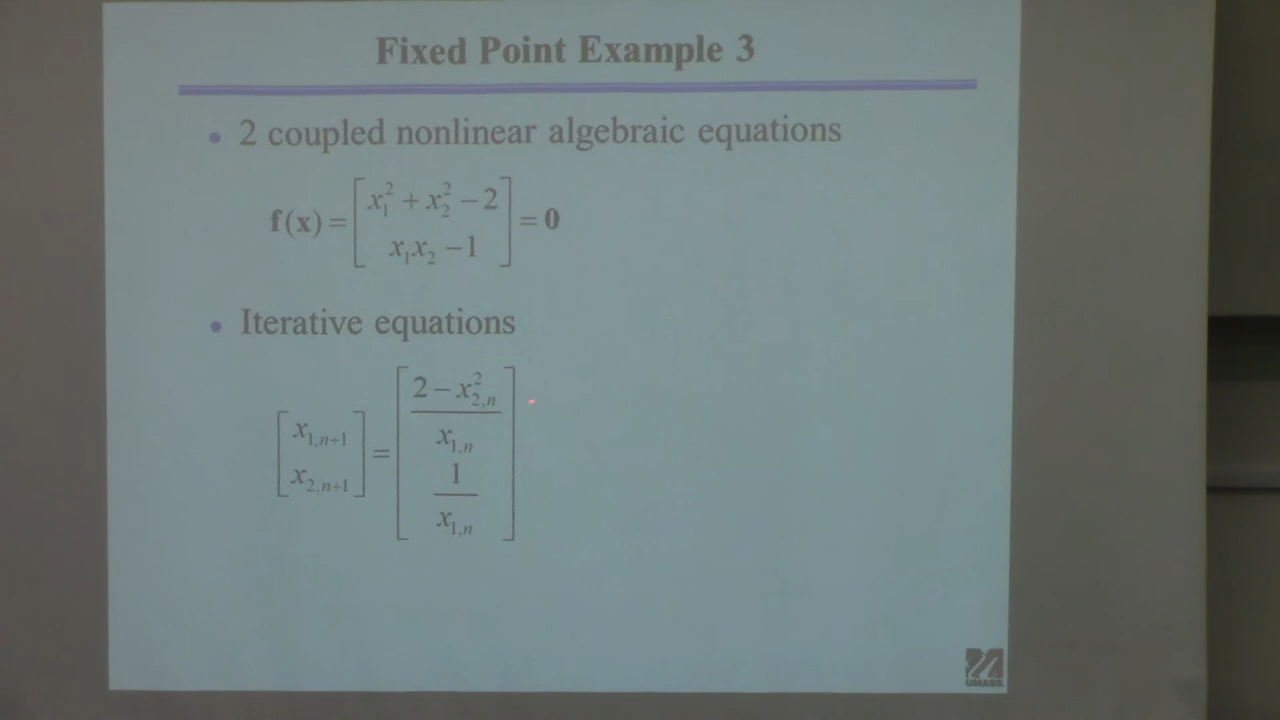 Fixed Point Example 3
• 2 coupled nonlinear algebraic equations
f(x) = [x₁² + x₂² − 2; x₁x₂ − 1] = 0
• Iterative equations
[x₁,ₙ₊₁; x₂,ₙ₊₁] = [(2 − x₂,ₙ²)/x₁,ₙ; 1/x₁,ₙ]
UMASS